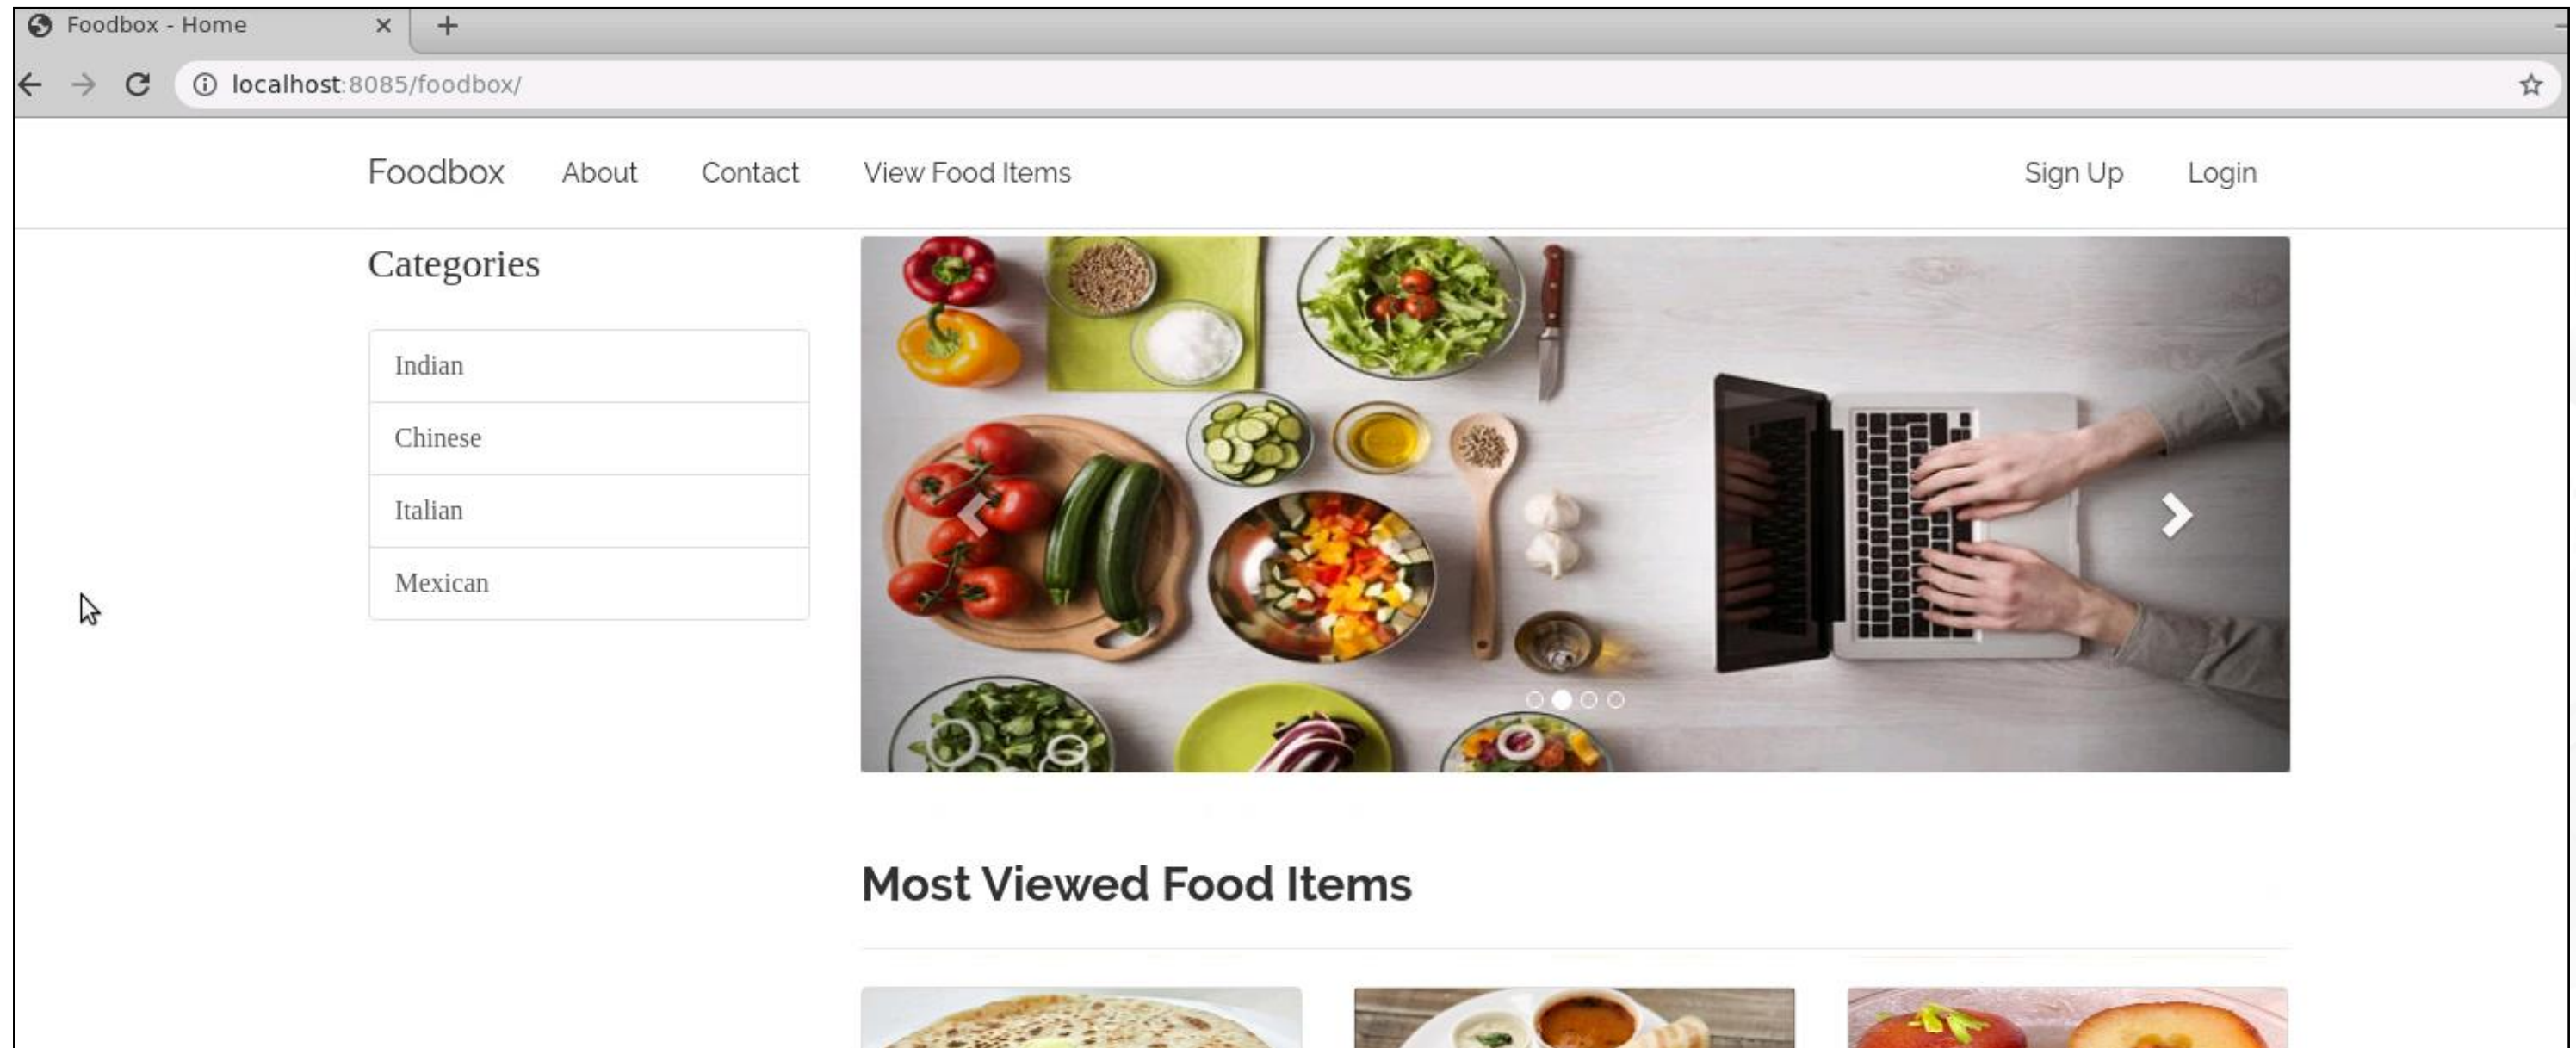 Foodbox - Home
localhost:8085/foodbox/
Foodbox About Contact View Food Items Sign Up Login
Categories
Indian
Chinese
Italian
Mexican
Most Viewed Food Items